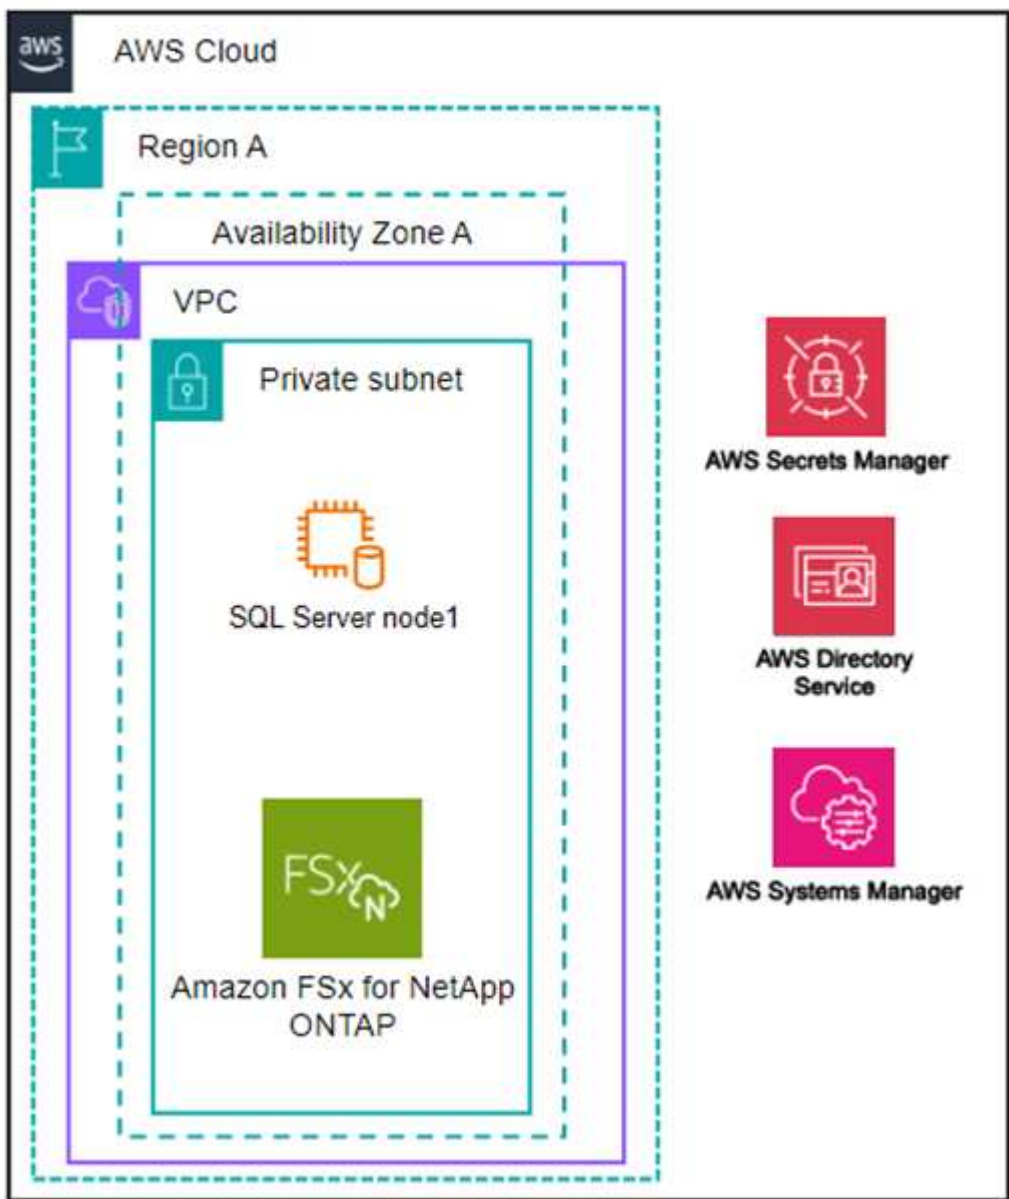 aws
AWS Cloud
Region A
Availability Zone A
VPC
Private subnet
SQL Server node1
FSx
N
Amazon FSx for NetApp
ONTAP
AWS Secrets Manager
AWS Directory
Service
AWS Systems Manager